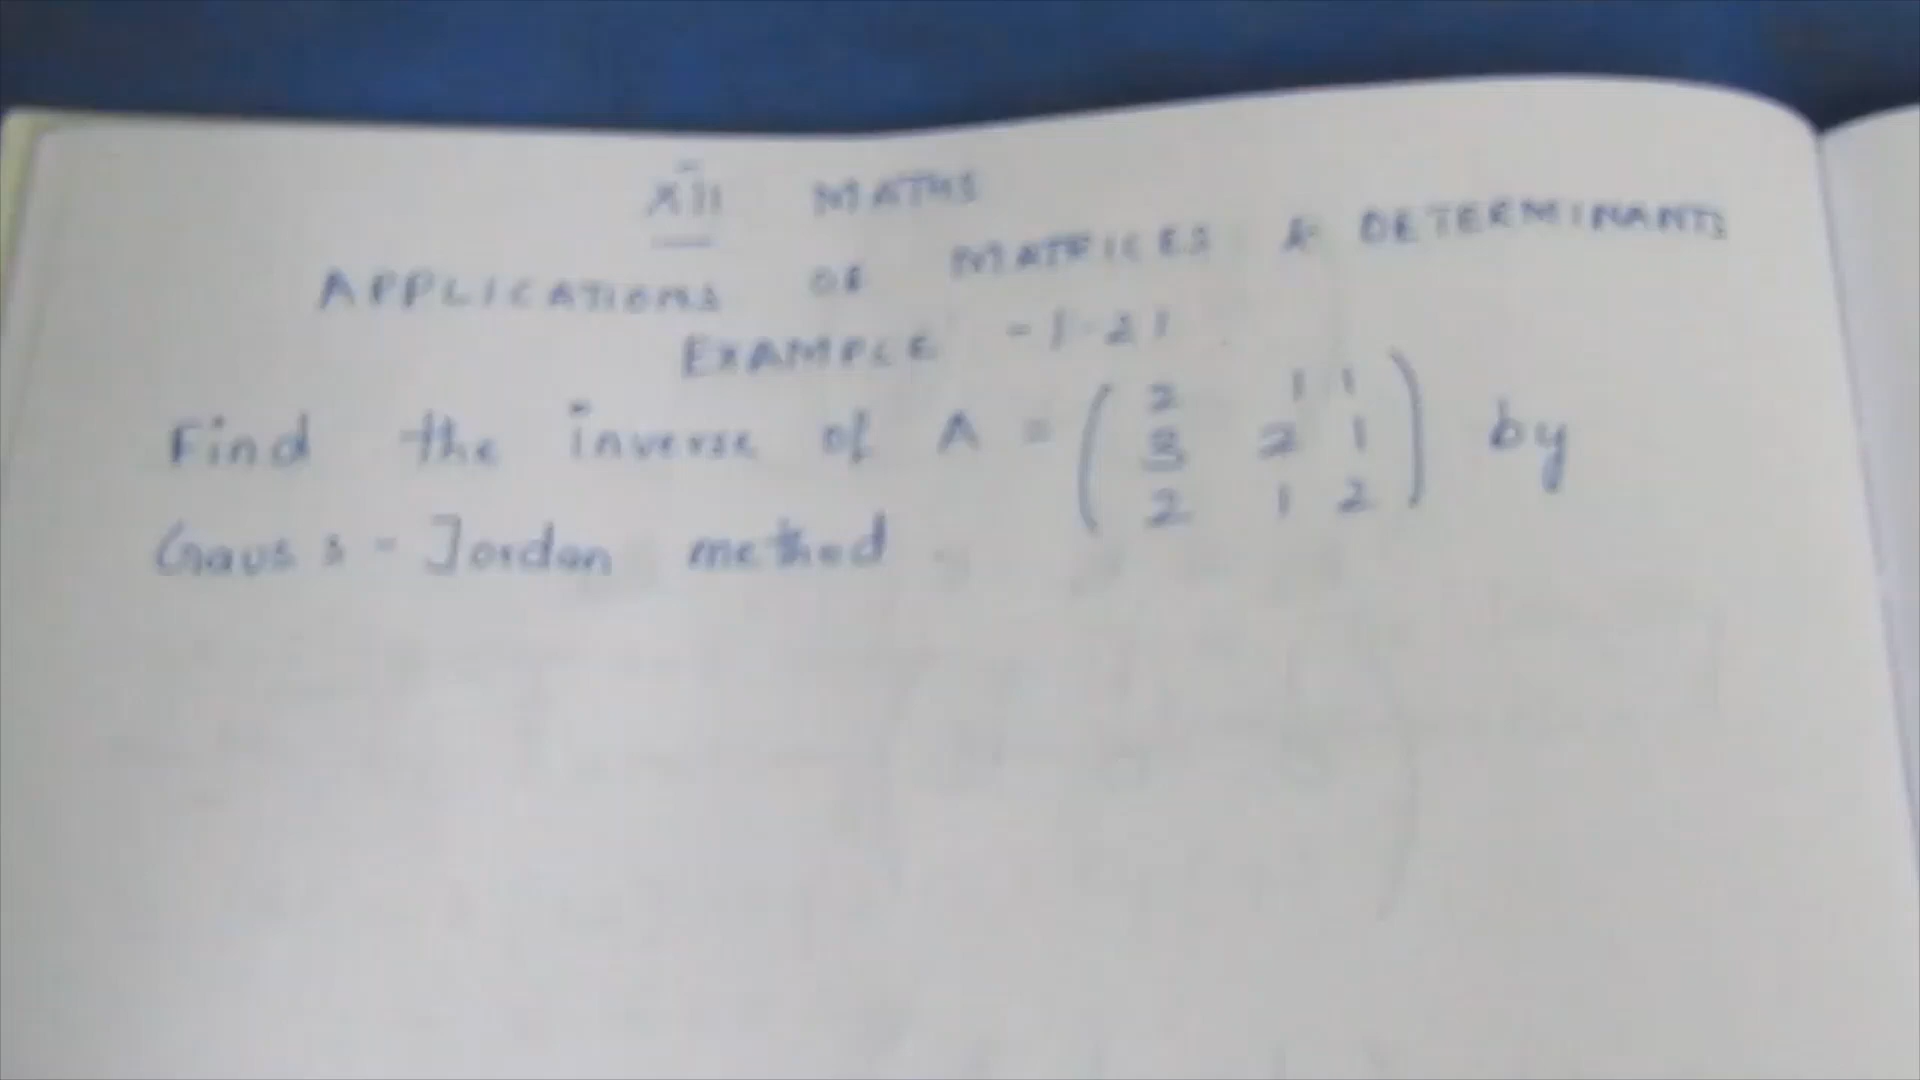 XII MATHS
APPLICATIONS OF MATRICES & DETERMINANTS
EXAMPLE - 1.21
Find the inverse of A = ( 2 1 1
3 2 1
2 1 2 ) by
Gauss - Jordan method